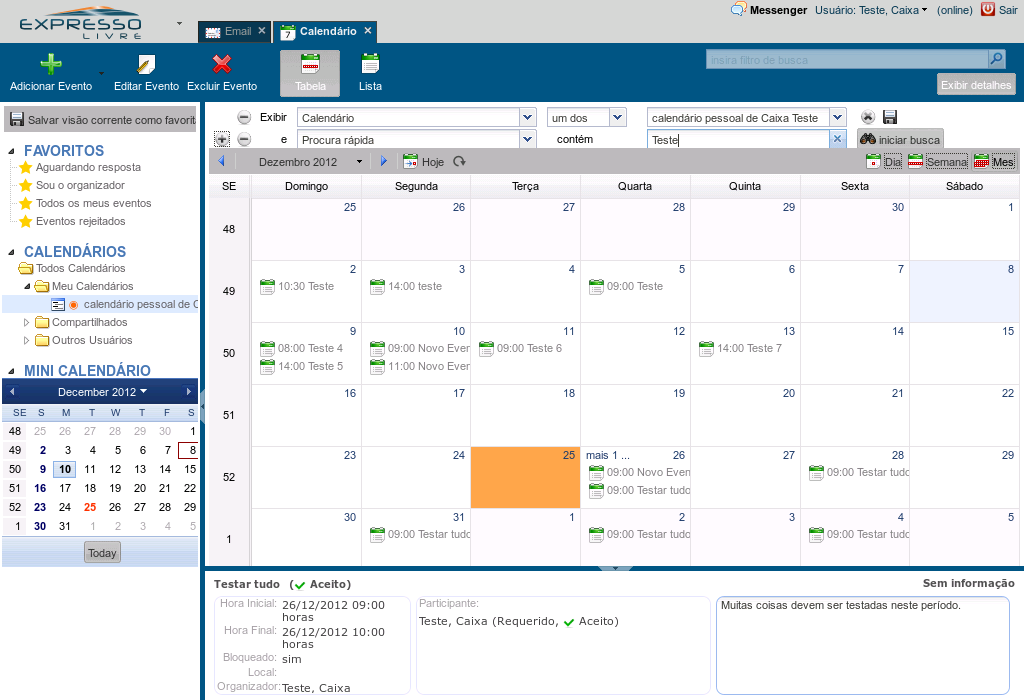 EXPRESSO
LIVRE
Email
Calendário
Messenger
Usuário: Teste, Caixa
(online)
Sair
Adicionar Evento
Editar Evento
Excluir Evento
Tabela
Lista
insira filtro de busca
Exibir detalhes
Salvar visão corrente como favorit
FAVORITOS
Aguardando resposta
Sou o organizador
Todos os meus eventos
Eventos rejeitados
CALENDÁRIOS
Todos Calendários
Meu Calendários
calendário pessoal de C
Compartilhados
Outros Usuários
MINI CALENDÁRIO
December 2012
SE S M T W T F S
48 25 26 27 28 29 30 1
49 2 3 4 5 6 7 8
50 9 10 11 12 13 14 15
51 16 17 18 19 20 21 22
52 23 24 25 26 27 28 29
1 30 31 1 2 3 4 5
Today
Exibir Calendário um dos calendário pessoal de Caixa Teste
e Procura rápida contém Teste iniciar busca
Dezembro 2012 Hoje Dia Semana Mes
SE Domingo Segunda Terça Quarta Quinta Sexta Sábado
48 25 26 27 28 29 30 1
49 2 3 4 5 6 7 8
10:30 Teste 14:00 teste 09:00 Teste
50 9 10 11 12 13 14 15
08:00 Teste 4 09:00 Novo Even 09:00 Teste 6 14:00 Teste 7
14:00 Teste 5 11:00 Novo Even
51 16 17 18 19 20 21 22
52 23 24 25 mais 1 ... 26 27 28 29
09:00 Novo Even 09:00 Testar tudo
09:00 Testar tudo
1 30 31 1 2 3 4 5
09:00 Testar tudo 09:00 Testar tudo 09:00 Testar tudo
Testar tudo ( Aceito)
Sem informação
Hora Inicial: 26/12/2012 09:00
horas
Hora Final: 26/12/2012 10:00
horas
Bloqueado: sim
Local:
Organizador: Teste, Caixa
Participante:
Teste, Caixa (Requerido, Aceito)
Muitas coisas devem ser testadas neste período.